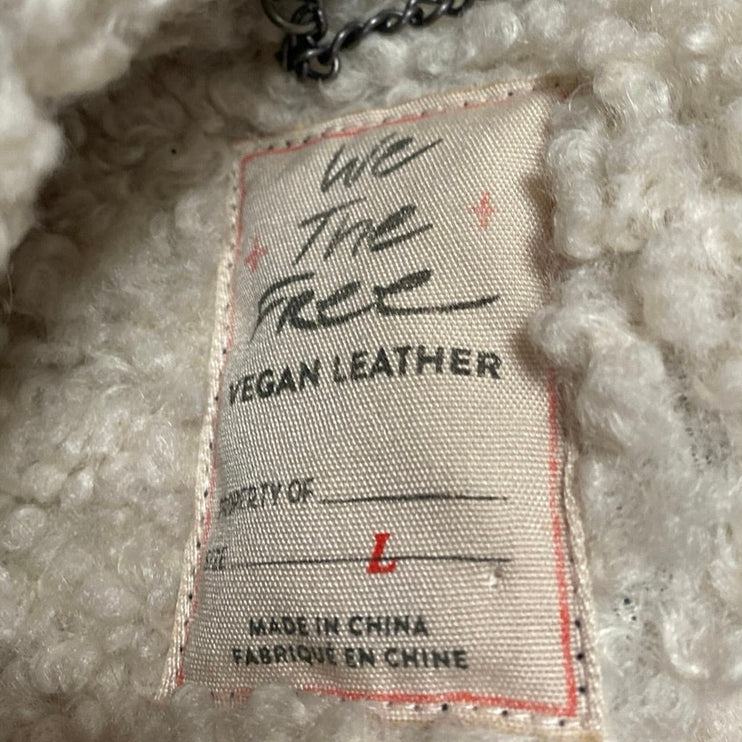 We
The
Free
VEGAN LEATHER
PROPERTY OF
SIZE L
MADE IN CHINA
FABRIQUE EN CHINE